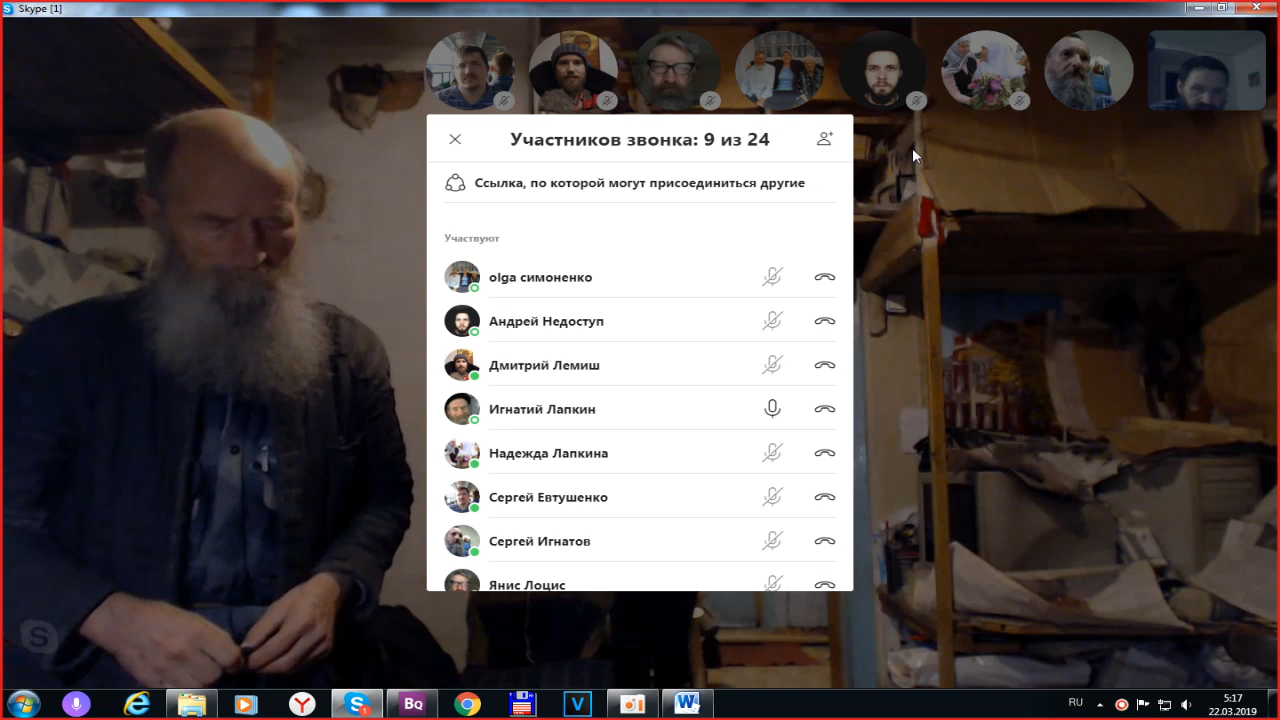 Skype [1]
Участников звонка: 9 из 24
Ссылка, по которой могут присоединиться другие
Участвуют
olga симоненко
Андрей Недоступ
Дмитрий Лемиш
Игнатий Лапкин
Надежда Лапкина
Сергей Евтушенко
Сергей Игнатов
Янис Лоцис
Bq
RU
5:17
22.03.2019